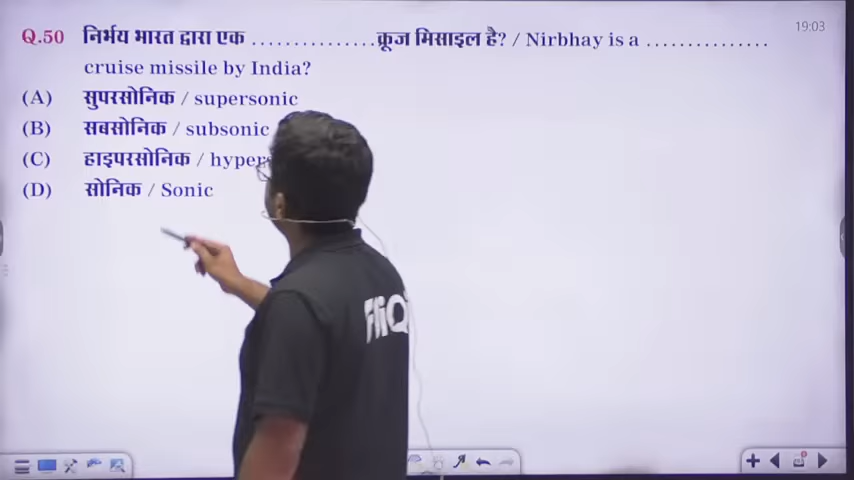 19:03
Q.50 निर्भय भारत द्वारा एक ...............क्रूज मिसाइल है? / Nirbhay is a ...............
cruise missile by India?
(A) सुपरसोनिक / supersonic
(B) सबसोनिक / subsonic
(C) हाइपरसोनिक /
(D) सोनिक / Sonic